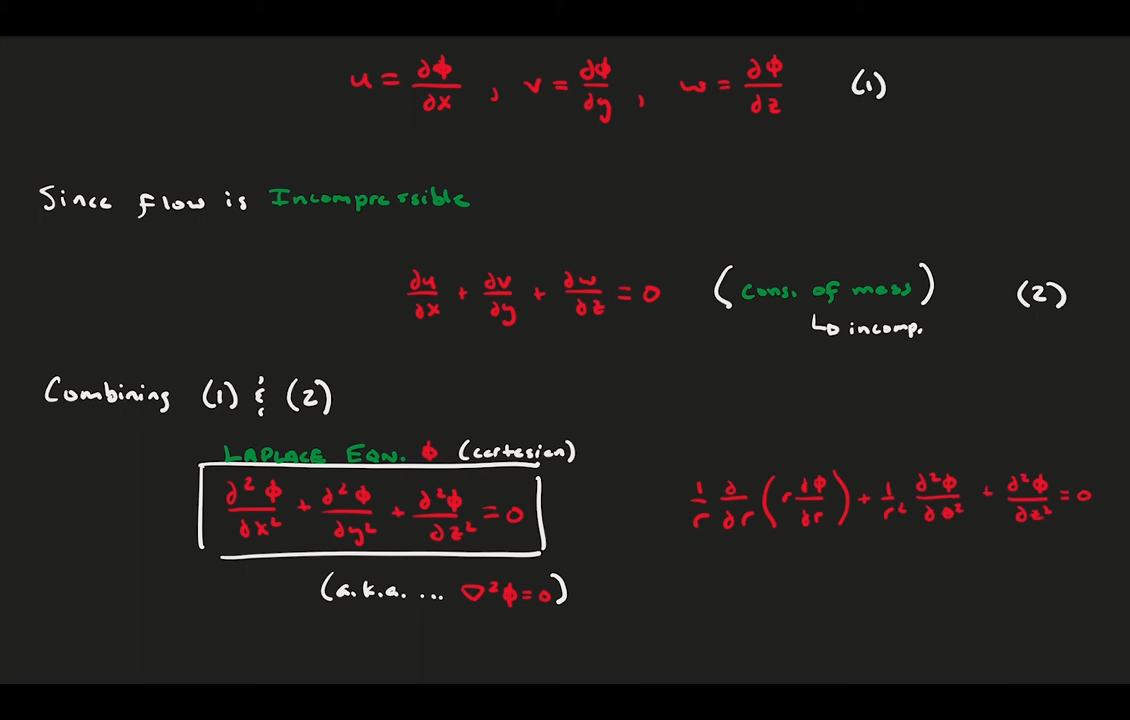 u = ∂ϕ/∂x , v = ∂ϕ/∂y , w = ∂ϕ/∂z (1)
Since flow is Incompressible
∂u/∂x + ∂v/∂y + ∂w/∂z = 0 (cons. of mass) (2)
↳ incomp.
Combining (1) & (2)
LAPLACE EQN. ϕ (cartesian)
∂²ϕ/∂x² + ∂²ϕ/∂y² + ∂²ϕ/∂z² = 0
1/r ∂/∂r (r ∂ϕ/∂r) + 1/r² ∂²ϕ/∂θ² + ∂²ϕ/∂z² = 0
(a.k.a. ... ∇²ϕ = 0)